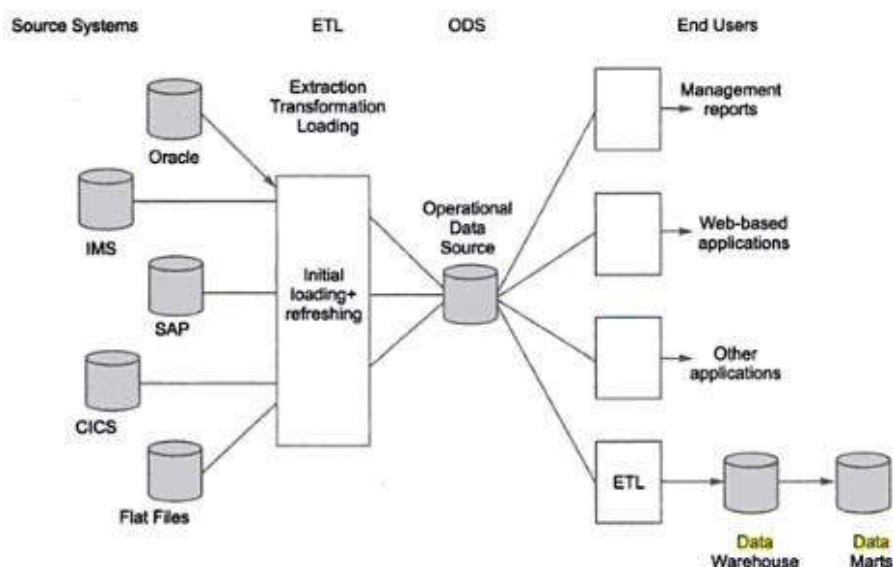 Source Systems
ETL
ODS
End Users
Extraction
Transformation
Loading
Oracle
IMS
SAP
CICS
Flat Files
Initial
loading+
refreshing
Operational
Data
Source
Management
reports
Web-based
applications
Other
applications
ETL
Data
Warehouse
Data
Marts